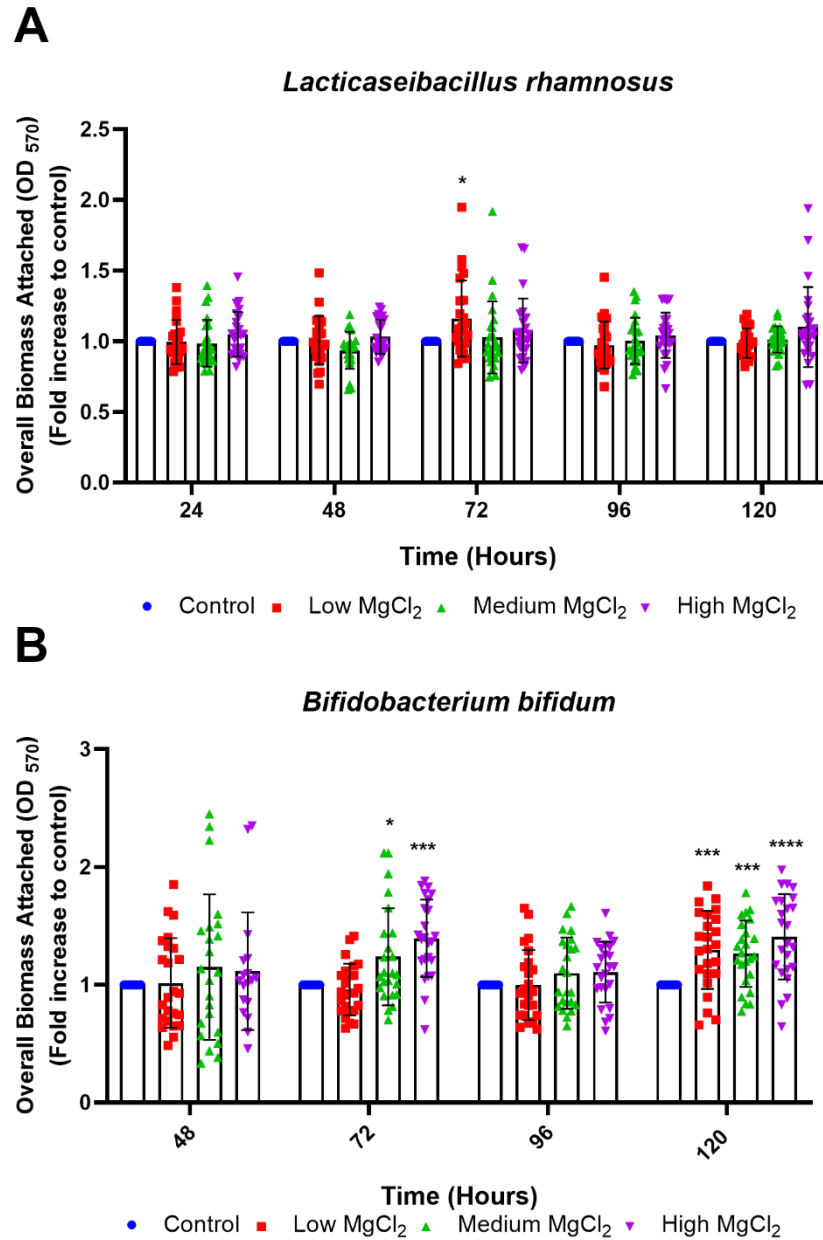 A
Lacticaseibacillus rhamnosus
Overall Biomass Attached (OD 570)
(Fold increase to control)
2.5
2.0
1.5
1.0
0.5
0.0
*
24 48 72 96 120
Time (Hours)
Control Low MgCl2 Medium MgCl2 High MgCl2
B
Bifidobacterium bifidum
Overall Biomass Attached (OD 570)
(Fold increase to control)
3
2
1
0
* *** *** *** ****
48 72 96 120
Time (Hours)
Control Low MgCl2 Medium MgCl2 High MgCl2